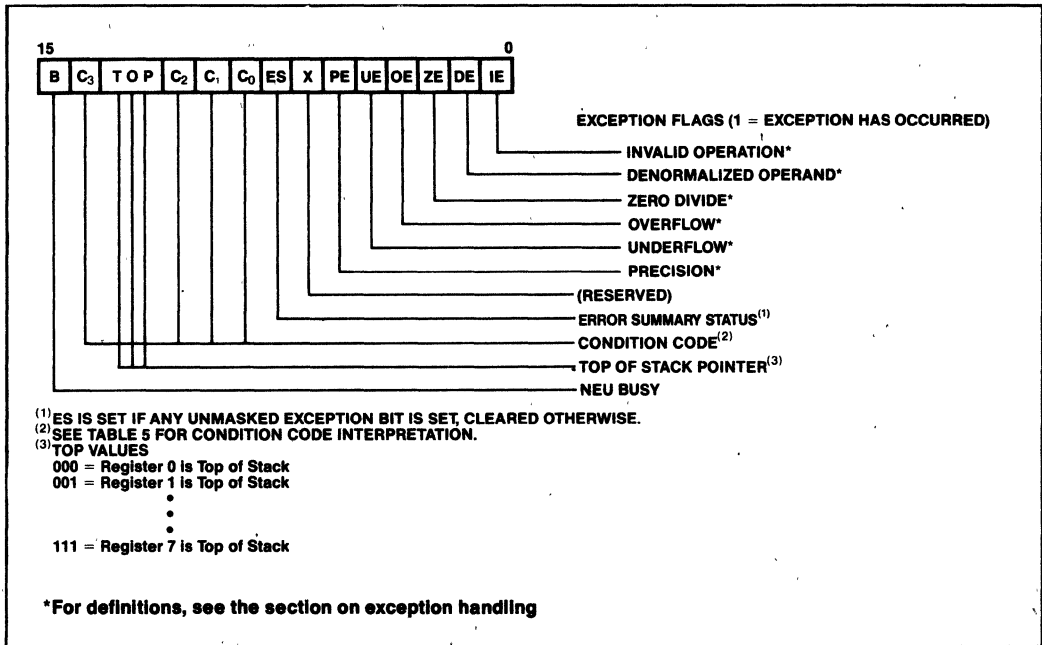 15 0
B C₃ T O P C₂ C₁ C₀ ES X PE UE OE ZE DE IE
EXCEPTION FLAGS (1 = EXCEPTION HAS OCCURRED)
INVALID OPERATION*
DENORMALIZED OPERAND*
ZERO DIVIDE*
OVERFLOW*
UNDERFLOW*
PRECISION*
(RESERVED)
ERROR SUMMARY STATUS⁽¹⁾
CONDITION CODE⁽²⁾
TOP OF STACK POINTER⁽³⁾
NEU BUSY
⁽¹⁾ES IS SET IF ANY UNMASKED EXCEPTION BIT IS SET, CLEARED OTHERWISE.
⁽²⁾SEE TABLE 5 FOR CONDITION CODE INTERPRETATION.
⁽³⁾TOP VALUES
000 = Register 0 is Top of Stack
001 = Register 1 is Top of Stack
•
•
•
111 = Register 7 is Top of Stack
*For definitions, see the section on exception handling